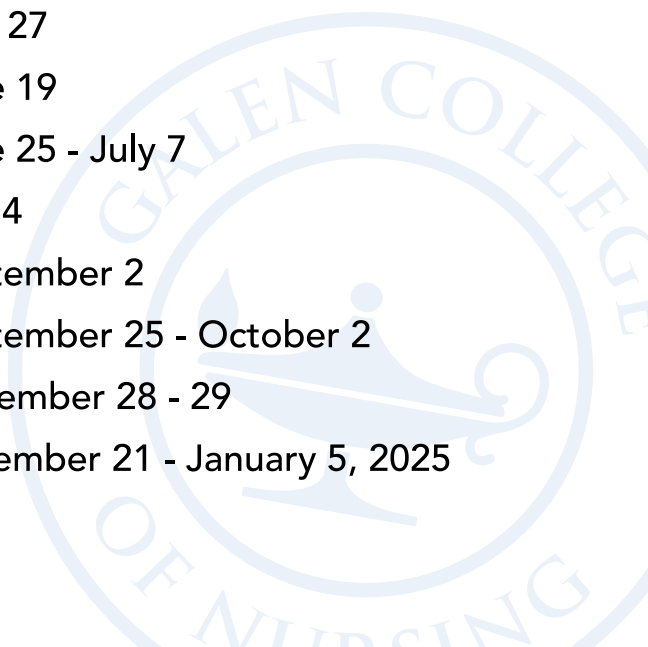 27
e 19
e 25 - July 7
4
tember 2
tember 25 - October 2
ember 28 - 29
ember 21 - January 5, 2025
GALEN COLLEGE
OF NURSING